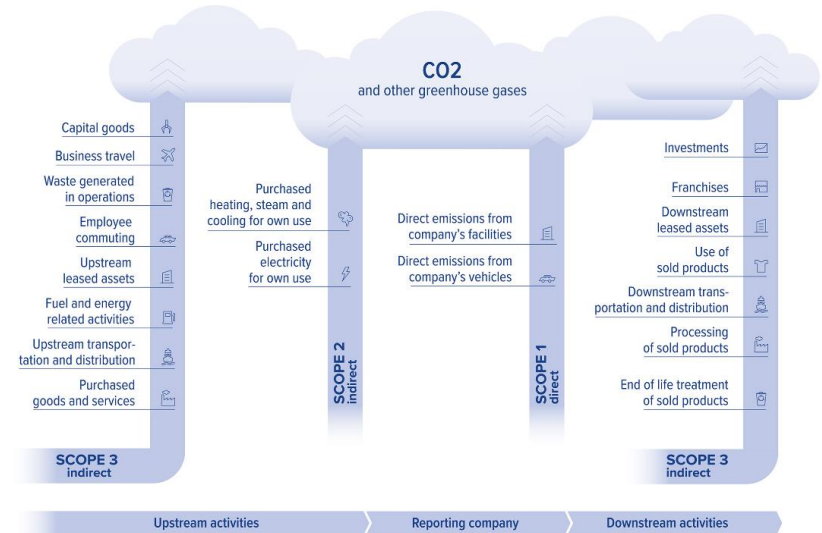 CO2
and other greenhouse gases
Capital goods
Business travel
Waste generated
in operations
Employee
commuting
Upstream
leased assets
Fuel and energy
related activities
Upstream transpor-
tation and distribution
Purchased
goods and services
SCOPE 3
indirect
Purchased
heating, steam and
cooling for own use
Purchased
electricity
for own use
SCOPE 2
indirect
Direct emissions from
company's facilities
Direct emissions from
company's vehicles
SCOPE 1
direct
Investments
Franchises
Downstream
leased assets
Use of
sold products
Downstream trans-
portation and distribution
Processing
of sold products
End of life treatment
of sold products
SCOPE 3
indirect
Upstream activities
Reporting company
Downstream activities